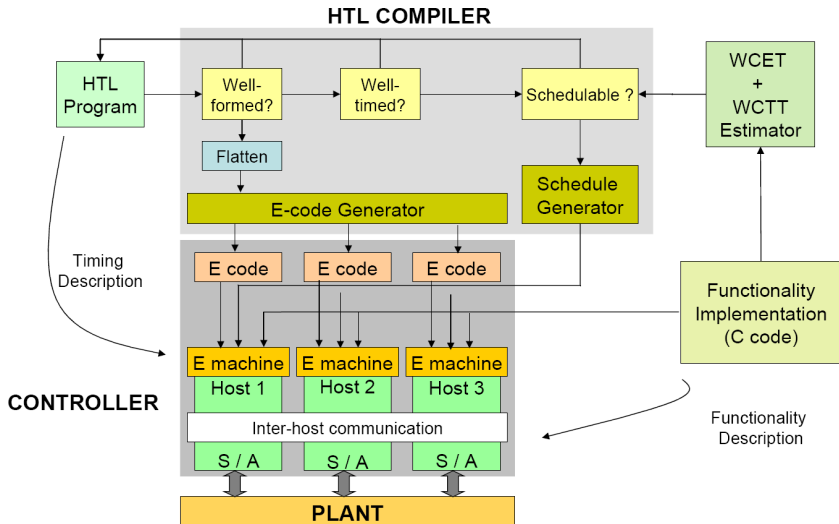 HTL COMPILER
HTL
Program
Well-
formed?
Well-
timed?
Schedulable ?
WCET
+
WCTT
Estimator
Flatten
Schedule
Generator
E-code Generator
Timing
Description
E code
E code
E code
Functionality
Implementation
(C code)
E machine
E machine
E machine
Host 1
Host 2
Host 3
CONTROLLER
Inter-host communication
Functionality
Description
S / A
S / A
S / A
PLANT